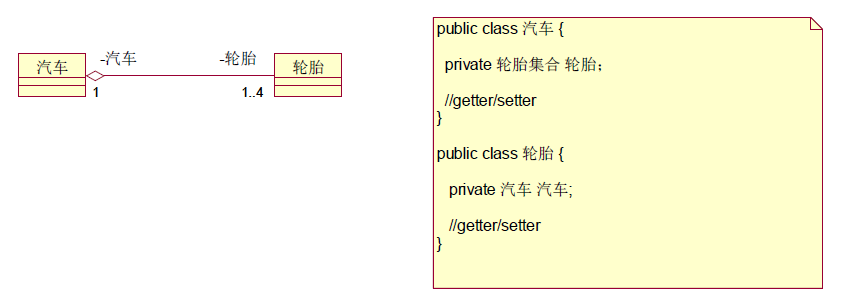 -汽车
-轮胎
汽车
轮胎
1
1..4
public class 汽车 {
private 轮胎集合 轮胎；
//getter/setter
}
public class 轮胎 {
private 汽车 汽车;
//getter/setter
}